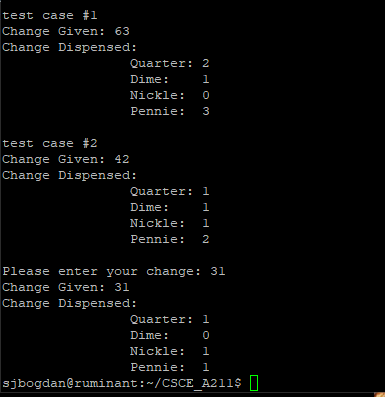 test case #1
Change Given: 63
Change Dispensed:
Quarter: 2
Dime: 1
Nickle: 0
Pennie: 3
test case #2
Change Given: 42
Change Dispensed:
Quarter: 1
Dime: 1
Nickle: 1
Pennie: 2
Please enter your change: 31
Change Given: 31
Change Dispensed:
Quarter: 1
Dime: 0
Nickle: 1
Pennie: 1
sjbogdan@ruminant:~/CSCE_A211$